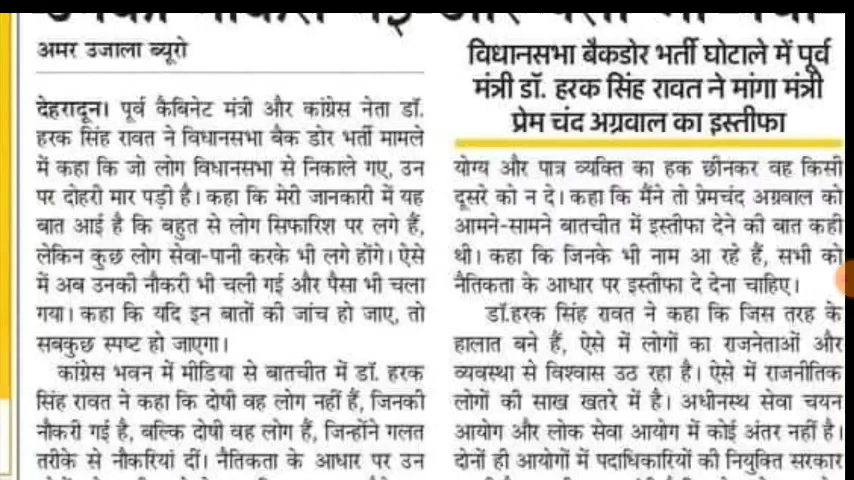 अमर उजाला ब्यूरो
देहरादून। पूर्व कैबिनेट मंत्री और कांग्रेस नेता डॉ.
हरक सिंह रावत ने विधानसभा बैक डोर भर्ती मामले
में कहा कि जो लोग विधानसभा से निकाले गए, उन
पर दोहरी मार पड़ी है। कहा कि मेरी जानकारी में यह
बात आई है कि बहुत से लोग सिफारिश पर लगे हैं,
लेकिन कुछ लोग सेवा-पानी करके भी लगे होंगे। ऐसे
में अब उनकी नौकरी भी चली गई और पैसा भी चला
गया। कहा कि यदि इन बातों की जांच हो जाए, तो
सबकुछ स्पष्ट हो जाएगा।
कांग्रेस भवन में मीडिया से बातचीत में डॉ. हरक
सिंह रावत ने कहा कि दोषी वह लोग नहीं हैं, जिनकी
नौकरी गई है, बल्कि दोषी वह लोग हैं, जिन्होंने गलत
तरीके से नौकरियां दीं। नैतिकता के आधार पर उन
विधानसभा बैकडोर भर्ती घोटाले में पूर्व
मंत्री डॉ. हरक सिंह रावत ने मांगा मंत्री
प्रेम चंद अग्रवाल का इस्तीफा
योग्य और पात्र व्यक्ति का हक छीनकर वह किसी
दूसरे को न दे। कहा कि मैंने तो प्रेमचंद अग्रवाल को
आमने-सामने बातचीत में इस्तीफा देने की बात कही
थी। कहा कि जिनके भी नाम आ रहे हैं, सभी को
नैतिकता के आधार पर इस्तीफा दे देना चाहिए।
डॉ.हरक सिंह रावत ने कहा कि जिस तरह के
हालात बने हैं, ऐसे में लोगों का राजनेताओं और
व्यवस्था से विश्वास उठ रहा है। ऐसे में राजनीतिक
लोगों की साख खतरे में है। अधीनस्थ सेवा चयन
आयोग और लोक सेवा आयोग में कोई अंतर नहीं है।
दोनों ही आयोगों में पदाधिकारियों की नियुक्ति सरकार